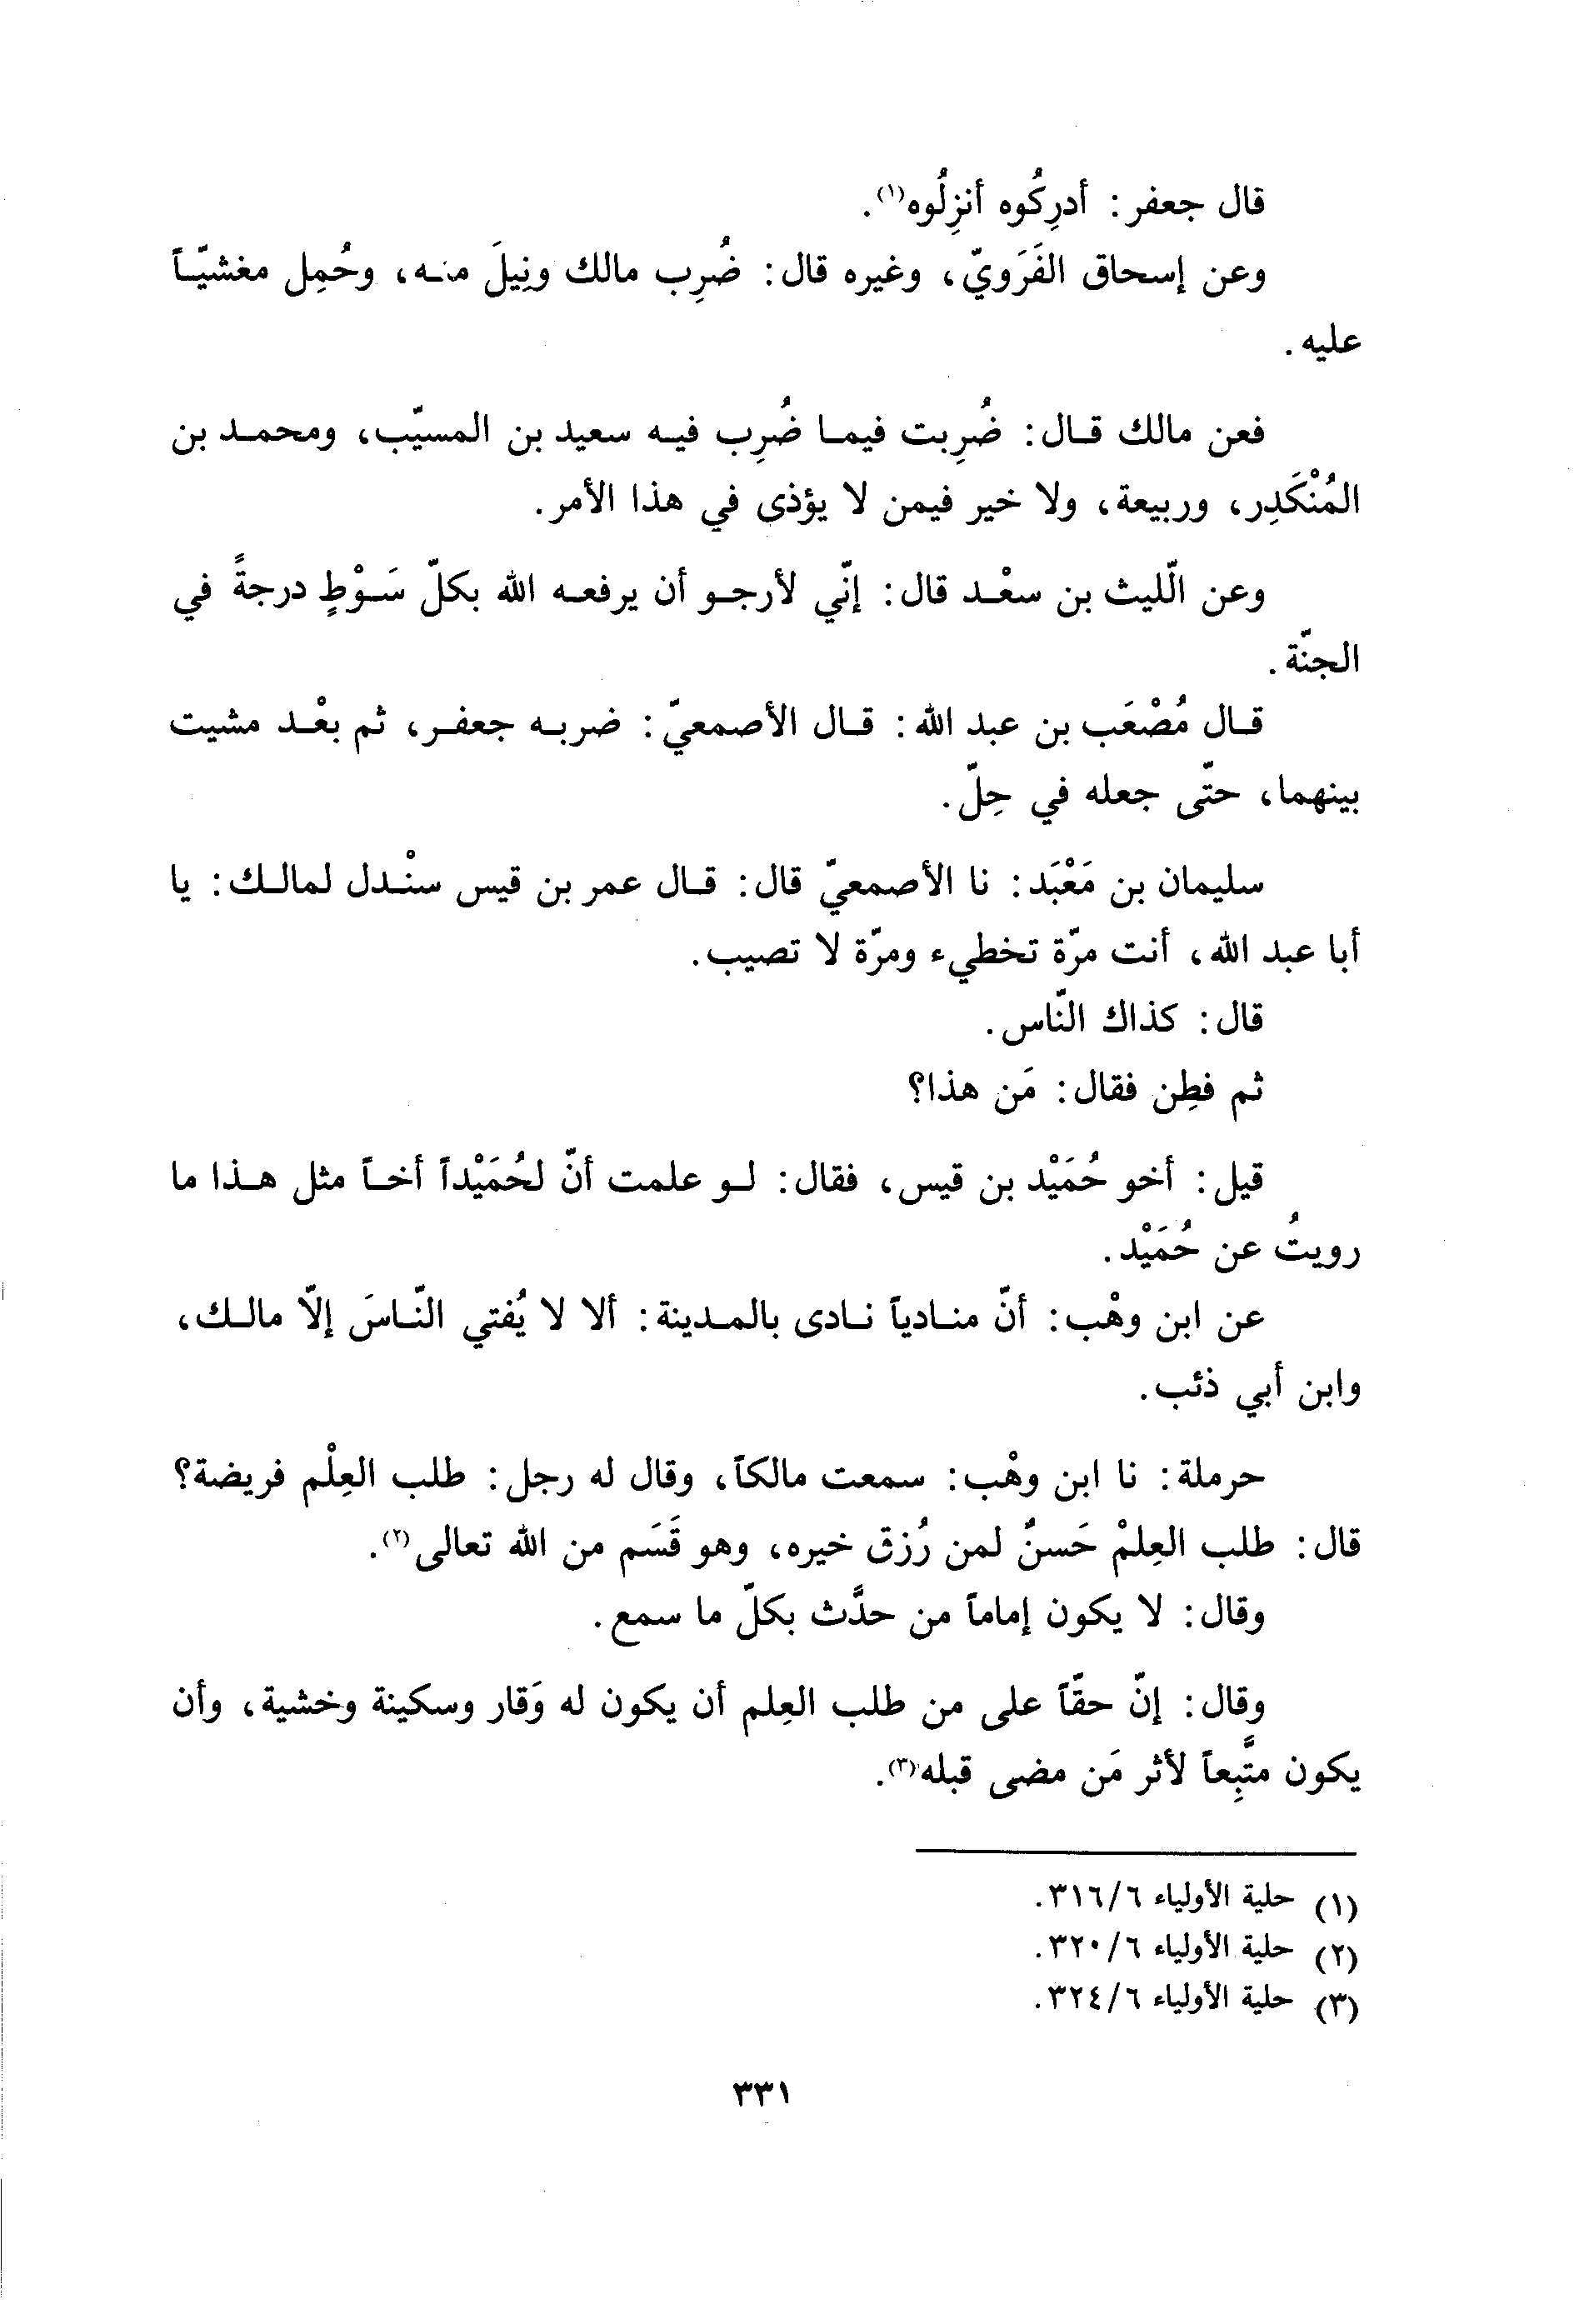 قال جعفر: أدرِكُوه أنزِلُوه(١).
وعن إسحاق الفَرَويّ، وغيره قال: ضُرِب مالك ونِيلَ منه، وحُمِل مغشيّاً
عليه.
فعن مالك قال: ضُرِبت فيما ضُرِب فيه سعيد بن المسيّب، ومحمد بن
المُنْكَدِر، وربيعة، ولا خير فيمن لا يؤذى في هذا الأمر.
وعن الّليث بن سعْد قال: إنّي لأرجو أن يرفعه الله بكلّ سَوْطٍ درجةً في
الجنّة.
قال مُصْعَب بن عبد الله: قال الأصمعيّ: ضربه جعفر، ثم بعْد مشيت
بينهما، حتّى جعله في حِلّ.
سليمان بن مَعْبَد: نا الأصمعيّ قال: قال عمر بن قيس سنْدل لمالك: يا
أبا عبد الله، أنت مرّة تخطيء ومرّة لا تصيب.
قال: كذاك النّاس.
ثم فطِن فقال: مَن هذا؟
قيل: أخو حُمَيْد بن قيس، فقال: لو علمت أنّ لحُمَيْداً أخاً مثل هذا ما
رويتُ عن حُمَيْد.
عن ابن وهْب: أنّ منادياً نادى بالمدينة: ألا لا يُفتي النّاسَ إلاّ مالك،
وابن أبي ذئب.
حرملة: نا ابن وهْب: سمعت مالكاً، وقال له رجل: طلب العِلْم فريضة؟
قال: طلب العِلمْ حَسنٌ لمن رُزق خيره، وهو قَسَم من الله تعالى(٢).
وقال: لا يكون إماماً من حدَّث بكلّ ما سمع.
وقال: إنّ حقّاً على من طلب العِلم أن يكون له وَقار وسكينة وخشية، وأن
يكون متَّبِعاً لأثر مَن مضى قبله(٣).
(١) حلية الأولياء ٦/٣١٦.
(٢) حلية الأولياء ٦/٣٢٠.
(٣) حلية الأولياء ٦/٣٢٤.
٣٣١